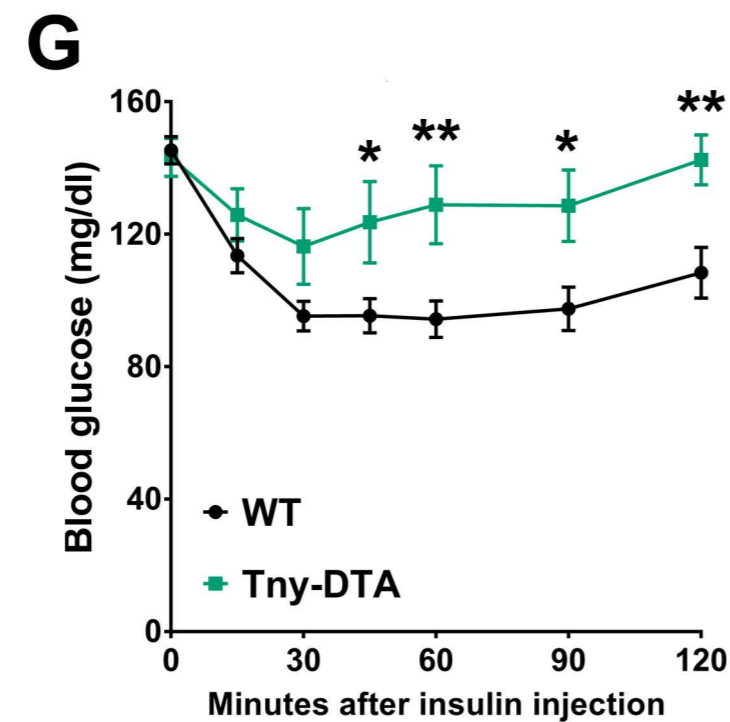 G
160
120
80
40
0
Blood glucose (mg/dl)
* ** * **
WT
Tny-DTA
0 30 60 90 120
Minutes after insulin injection